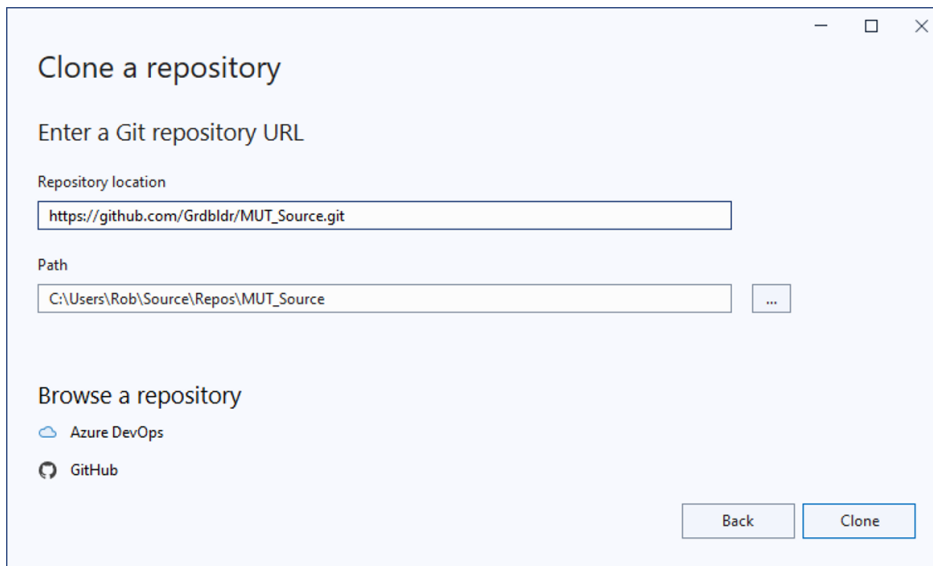 Clone a repository
Enter a Git repository URL
Repository location
https://github.com/Grdbldr/MUT_Source.git
Path
C:\Users\Rob\Source\Repos\MUT_Source
...
Browse a repository
Azure DevOps
GitHub
Back
Clone